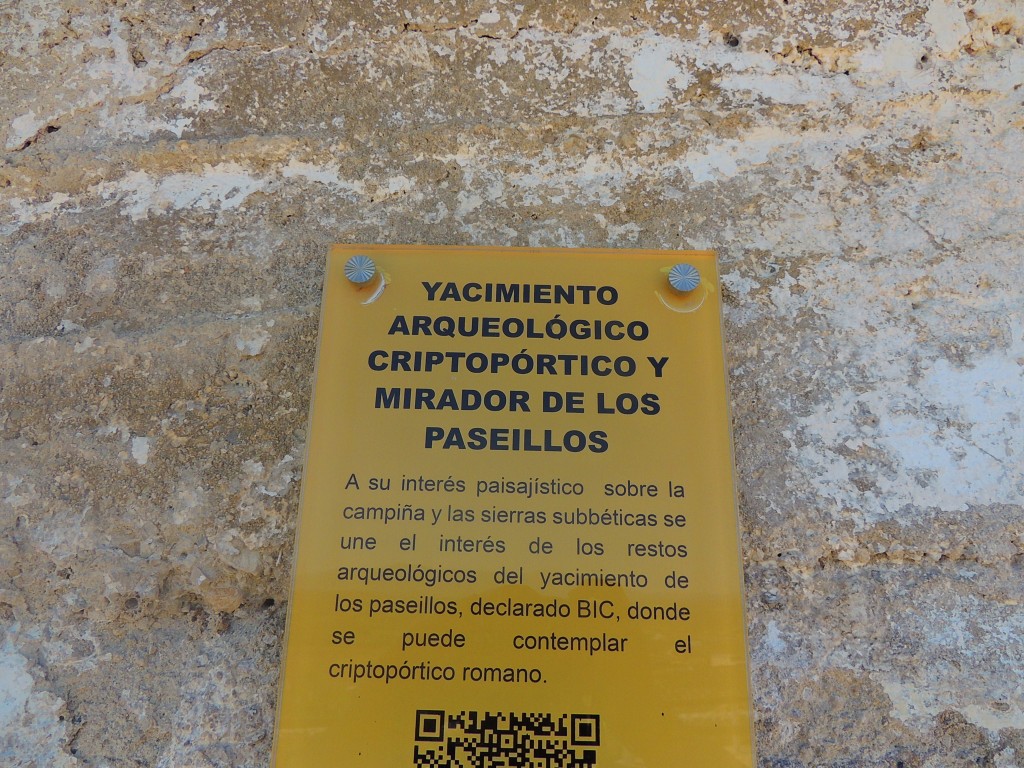 YACIMIENTO
ARQUEOLÓGICO
CRIPTOPÓRTICO Y
MIRADOR DE LOS
PASEILLOS
A su interés paisajístico sobre la
campiña y las sierras subbéticas se
une el interés de los restos
arqueológicos del yacimiento de
los paseillos, declarado BIC, donde
se puede contemplar el
criptopórtico romano.